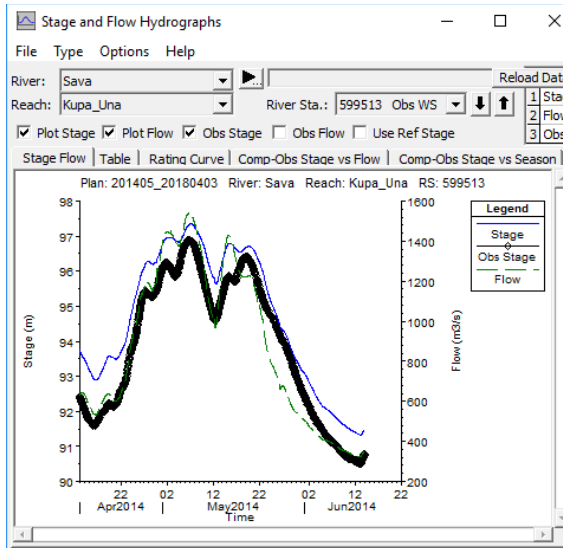 Stage and Flow Hydrographs
File Type Options Help
River: Sava Reload Dat
Reach: Kupa_Una River Sta.: 599513 Obs WS 1 Sta
Plot Stage Plot Flow Obs Stage Obs Flow Use Ref Stage 2 Flov
3 Obs
Stage Flow Table Rating Curve Comp-Obs Stage vs Flow Comp-Obs Stage vs Season
Plan: 201405_20180403 River: Sava Reach: Kupa_Una RS: 599513
98 1600
97 1400
96 1200
95 1000
94 800
93 600
92 400
91
90 200
Stage (m)
Flow (m3/s)
Legend
Stage
Obs Stage
Flow
22 02 12 22 02 12 22
Apr2014 May2014 Jun2014
Time